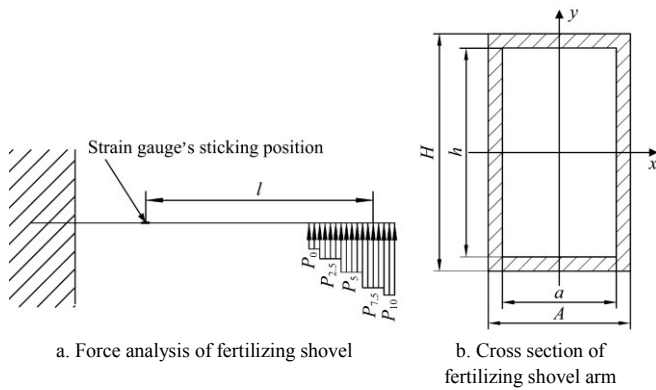 Strain gauge's sticking position
l
P0
P2.5
P5
P7.5
P10
a. Force analysis of fertilizing shovel
y
x
H
h
a
A
b. Cross section of
fertilizing shovel arm